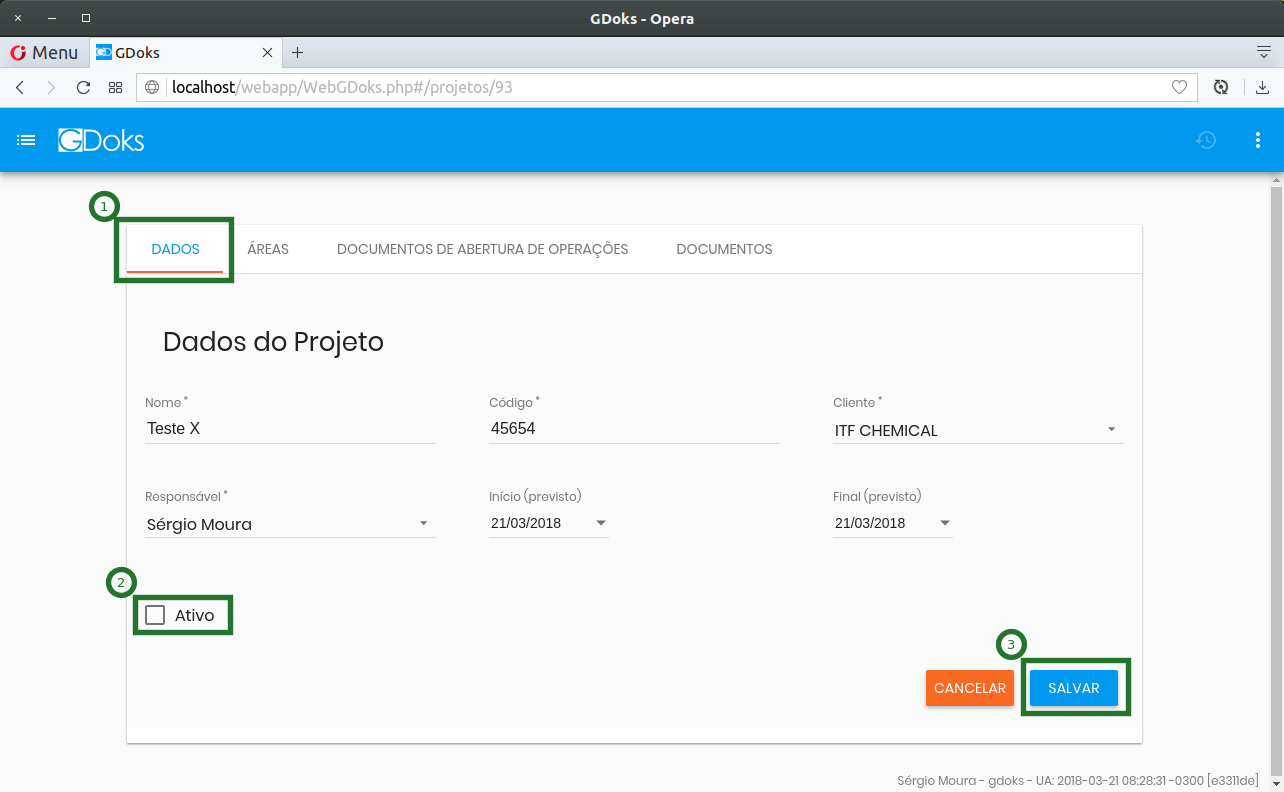 GDoks - Opera
Menu GD GDoks
localhost/webapp/WebGDoks.php#/projetos/93
GDoks
1
DADOS ÁREAS DOCUMENTOS DE ABERTURA DE OPERAÇÕES DOCUMENTOS
Dados do Projeto
Nome * Código * Cliente *
Teste X 45654 ITF CHEMICAL
Responsável * Início (previsto) Final (previsto)
Sérgio Moura 21/03/2018 21/03/2018
2
Ativo
3
CANCELAR SALVAR
Sérgio Moura - gdoks - UA: 2018-03-21 08:28:31 -0300 [e3311de]